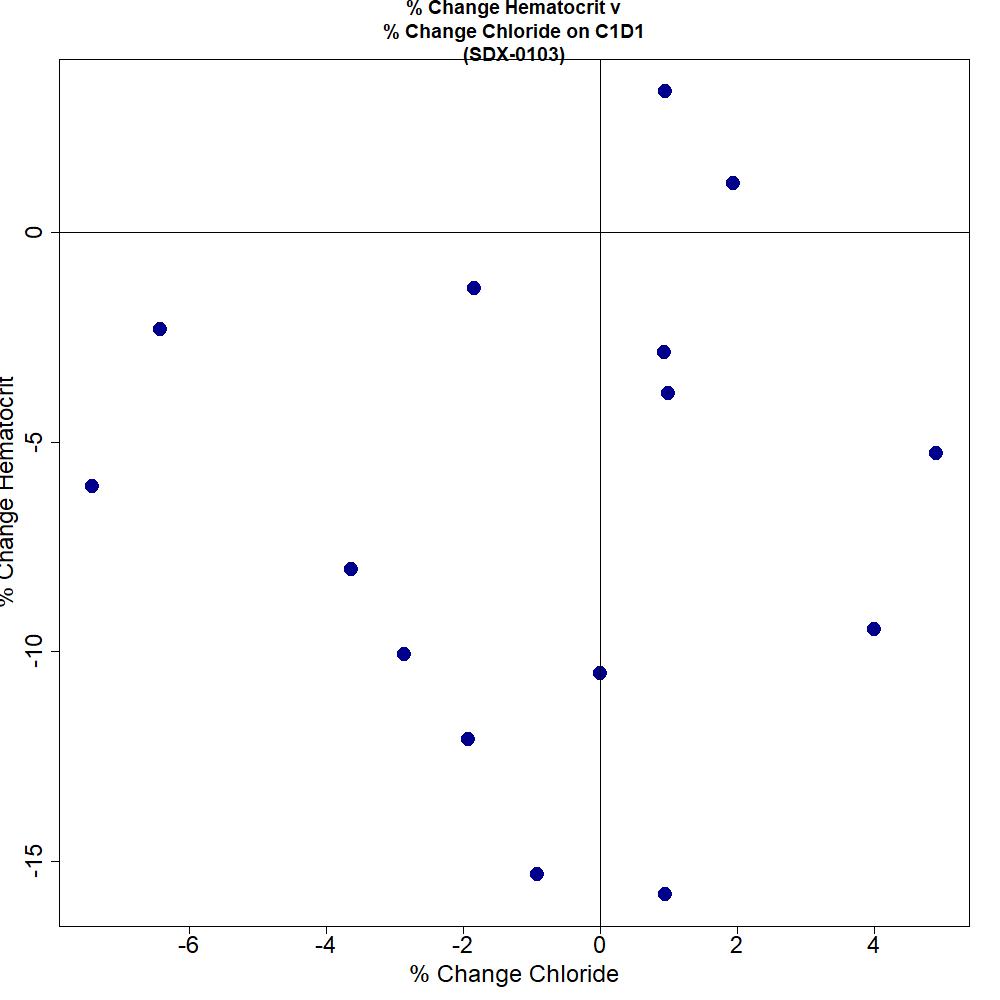 % Change Hematocrit v
% Change Chloride on C1D1
(SDX-0103)
% Change Hematocrit
0
-5
-10
-15
-6
-4
-2
0
2
4
% Change Chloride